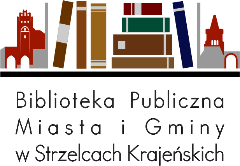 Biblioteka Publiczna
Miasta i Gminy
w Strzelcach Krajeńskich